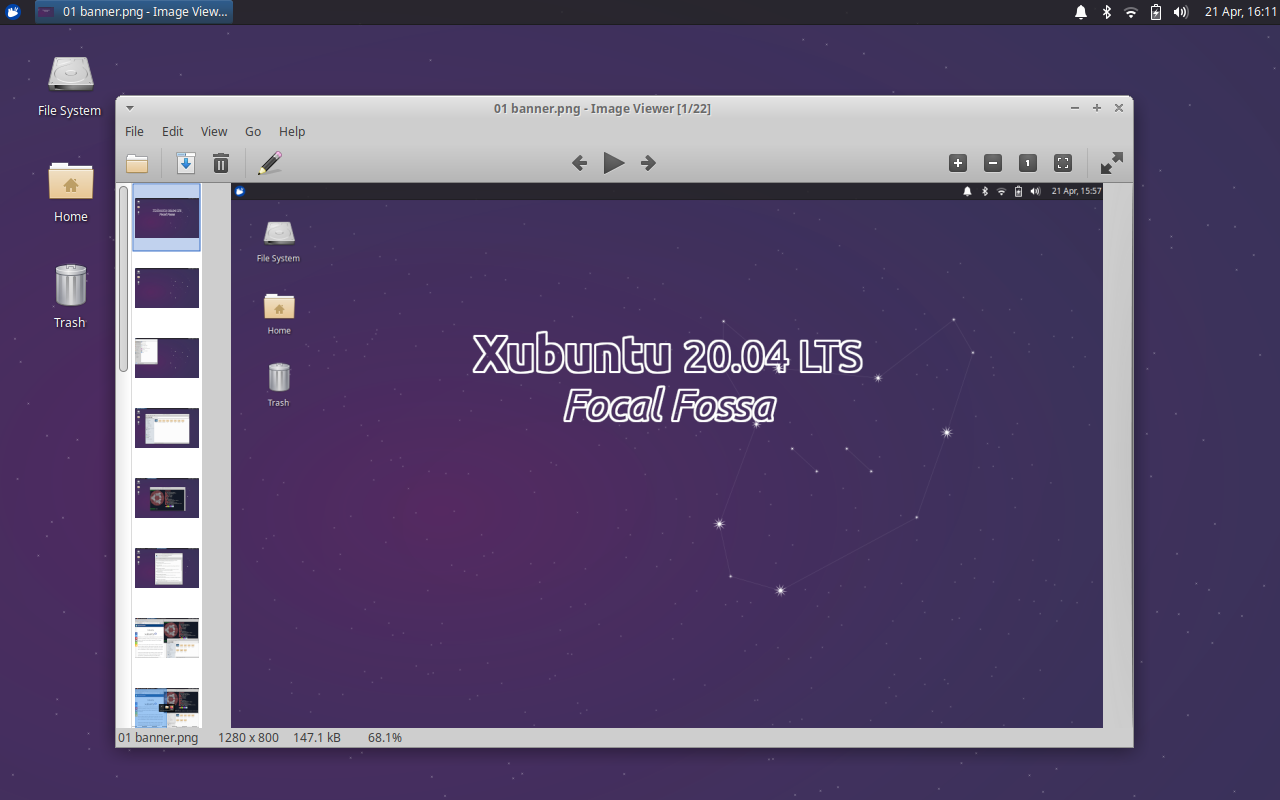 01 banner.png - Image View...
21 Apr, 16:11
File System
Home
Trash
01 banner.png - Image Viewer [1/22]
File Edit View Go Help
1
21 Apr, 15:57
File System
Home
Trash
Xubuntu 20.04 LTS
Focal Fossa
01 banner.png 1280 x 800 147.1 kB 68.1%